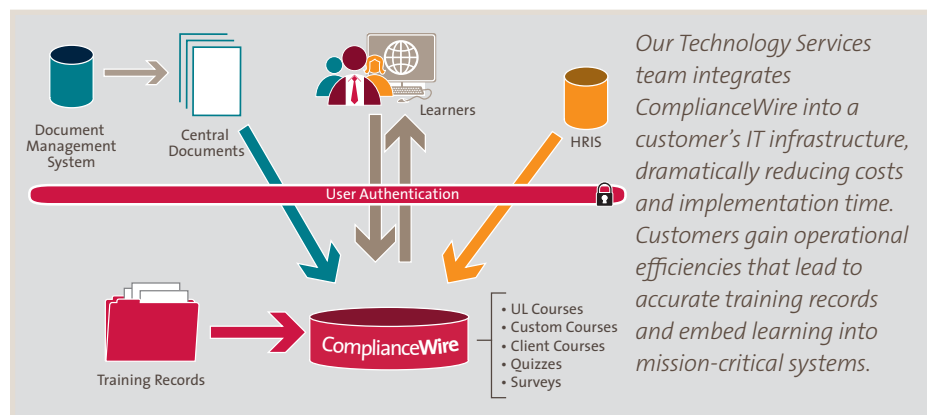 Document
Management
System
Central
Documents
Learners
HRIS
User Authentication
Training Records
ComplianceWire
• UL Courses
• Custom Courses
• Client Courses
• Quizzes
• Surveys
Our Technology Services
team integrates
ComplianceWire into a
customer’s IT infrastructure,
dramatically reducing costs
and implementation time.
Customers gain operational
efficiencies that lead to
accurate training records
and embed learning into
mission-critical systems.